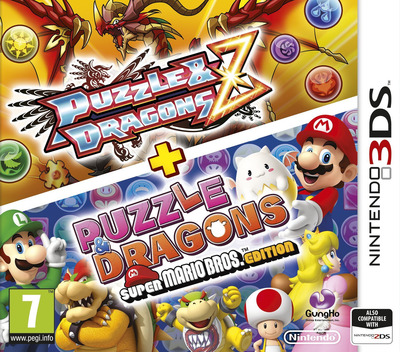 PUZZLE &
DRAGONS Z
+
PUZZLE
& DRAGONS
SUPER MARIO BROS.™ EDITION
7
www.pegi.info
GungHo
Nintendo
NINTENDO 3DS
ALSO
COMPATIBLE
WITH
NINTENDO 2DS